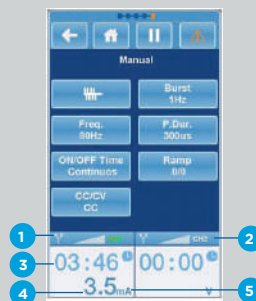 Manual
Burst
1Hz
Freq.
80Hz
P.Dur.
300us
ON/OFF Time
Continuos
Ramp
0/0
CC/CV
CC
1
CH2
2
3
03:46
00:00
4
3.5mA
V
5